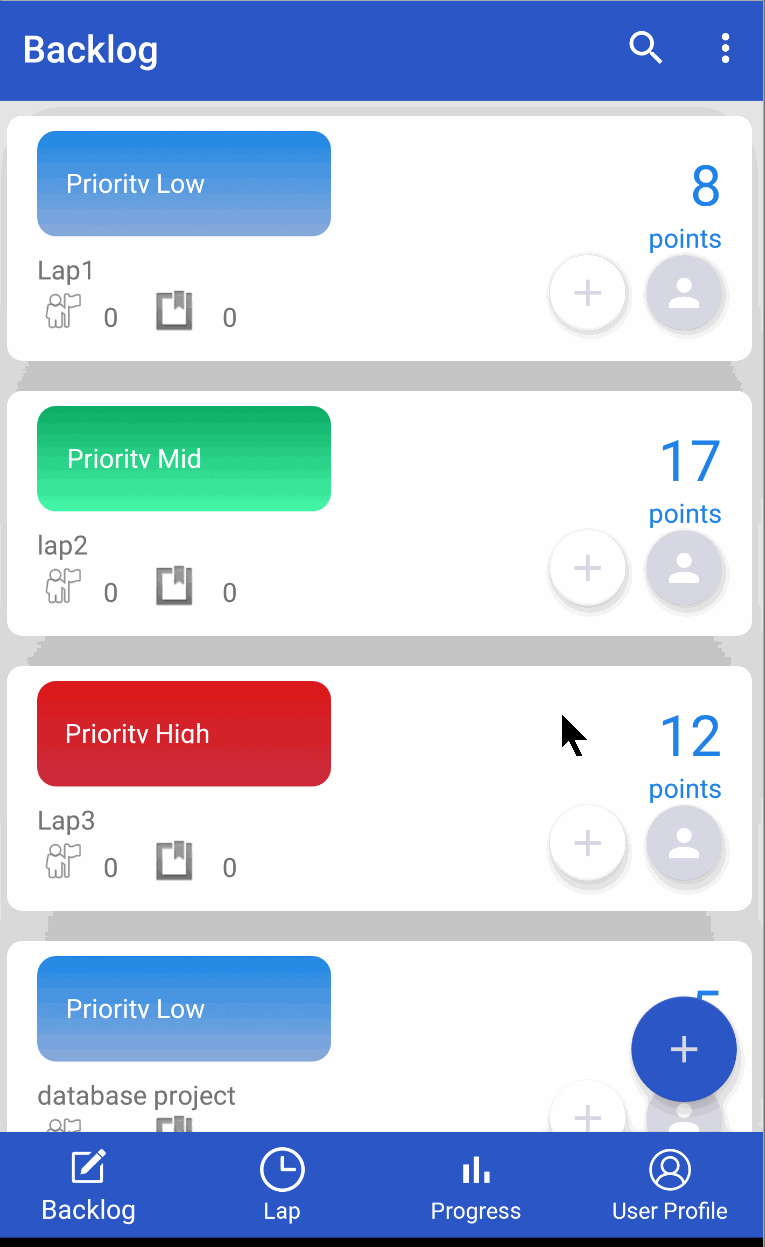 Backlog
Priority Low
8
points
Lap1
0 0
Priority Mid
17
points
lap2
0 0
Priority High
12
points
Lap3
0 0
Priority Low
database project
Backlog
Lap
Progress
User Profile